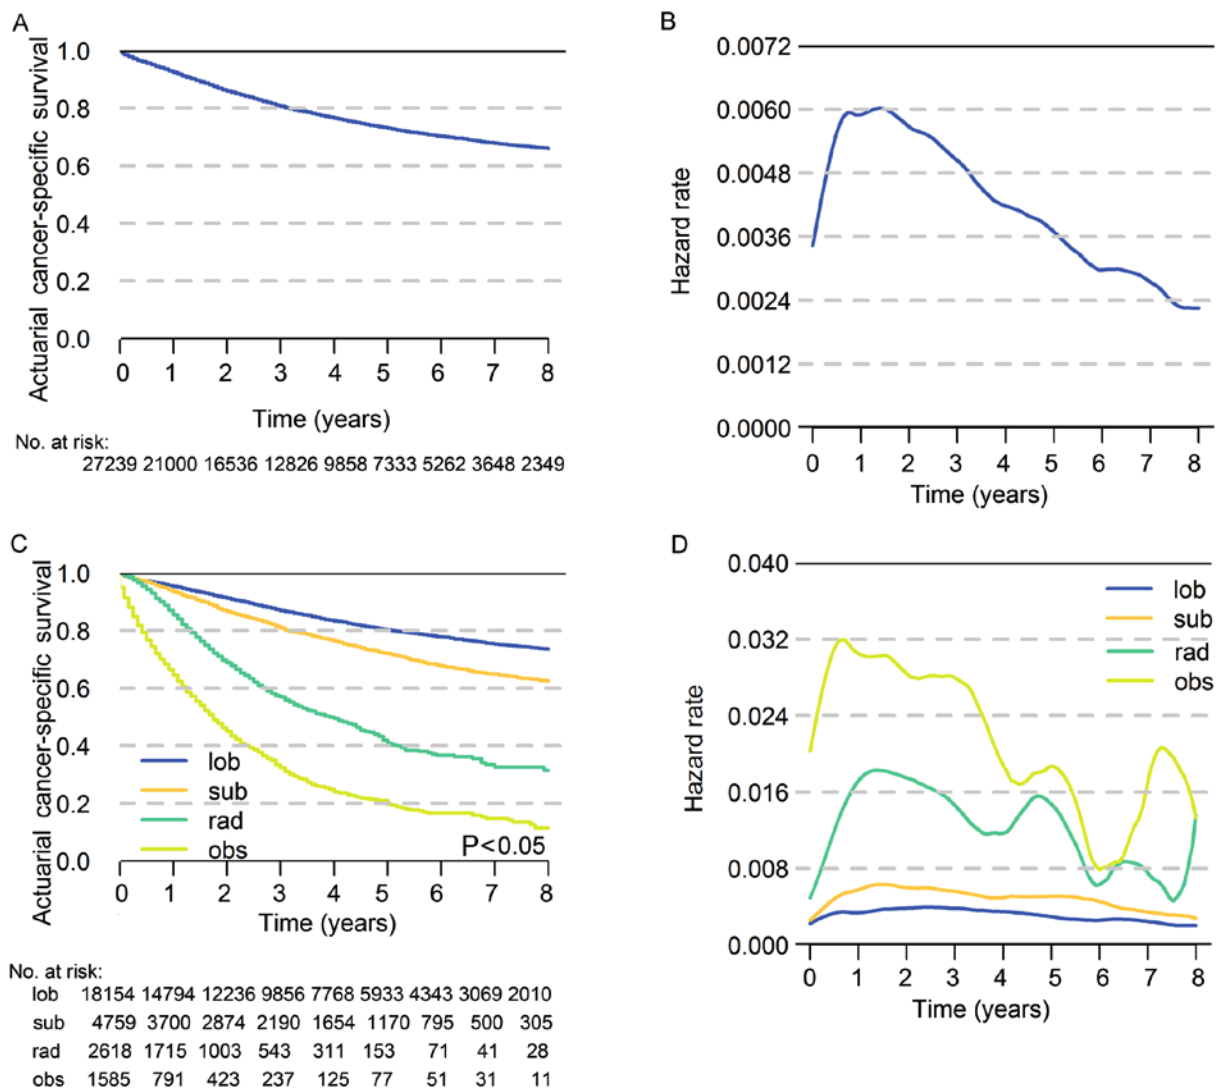 A
Actuarial cancer-specific survival
1.0
0.8
0.6
0.4
0.2
0.0
0 1 2 3 4 5 6 7 8
Time (years)
No. at risk:
27239 21000 16536 12826 9858 7333 5262 3648 2349
B
Hazard rate
0.0072
0.0060
0.0048
0.0036
0.0024
0.0012
0.0000
0 1 2 3 4 5 6 7 8
Time (years)
C
Actuarial cancer-specific survival
1.0
0.8
0.6
0.4
0.2
0.0
lob
sub
rad
obs
P<0.05
0 1 2 3 4 5 6 7 8
Time (years)
No. at risk:
lob 18154 14794 12236 9856 7768 5933 4343 3069 2010
sub 4759 3700 2874 2190 1654 1170 795 500 305
rad 2618 1715 1003 543 311 153 71 41 28
obs 1585 791 423 237 125 77 51 31 11
D
Hazard rate
0.040
0.032
0.024
0.016
0.008
0.000
lob
sub
rad
obs
0 1 2 3 4 5 6 7 8
Time (years)